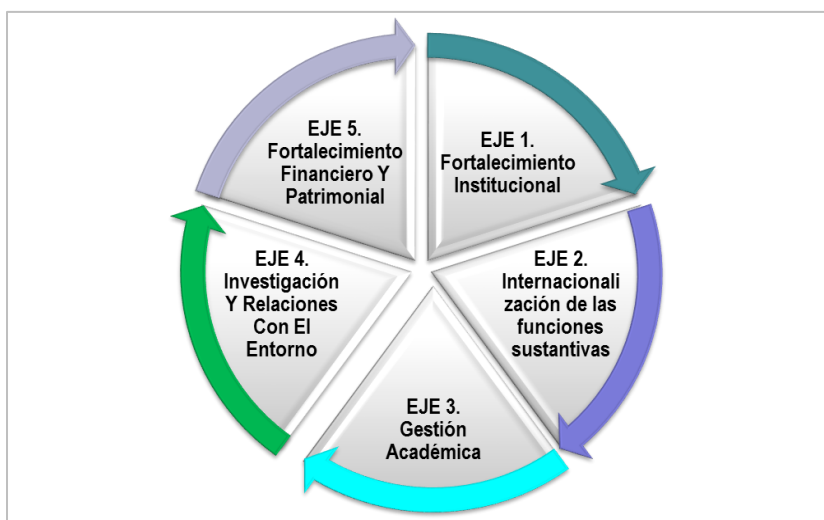 EJE 1.
Fortalecimiento
Institucional
EJE 2.
Internacionali
zación de las
funciones
sustantivas
EJE 3.
Gestión
Académica
EJE 4.
Investigación
Y Relaciones
Con El
Entorno
EJE 5.
Fortalecimiento
Financiero Y
Patrimonial